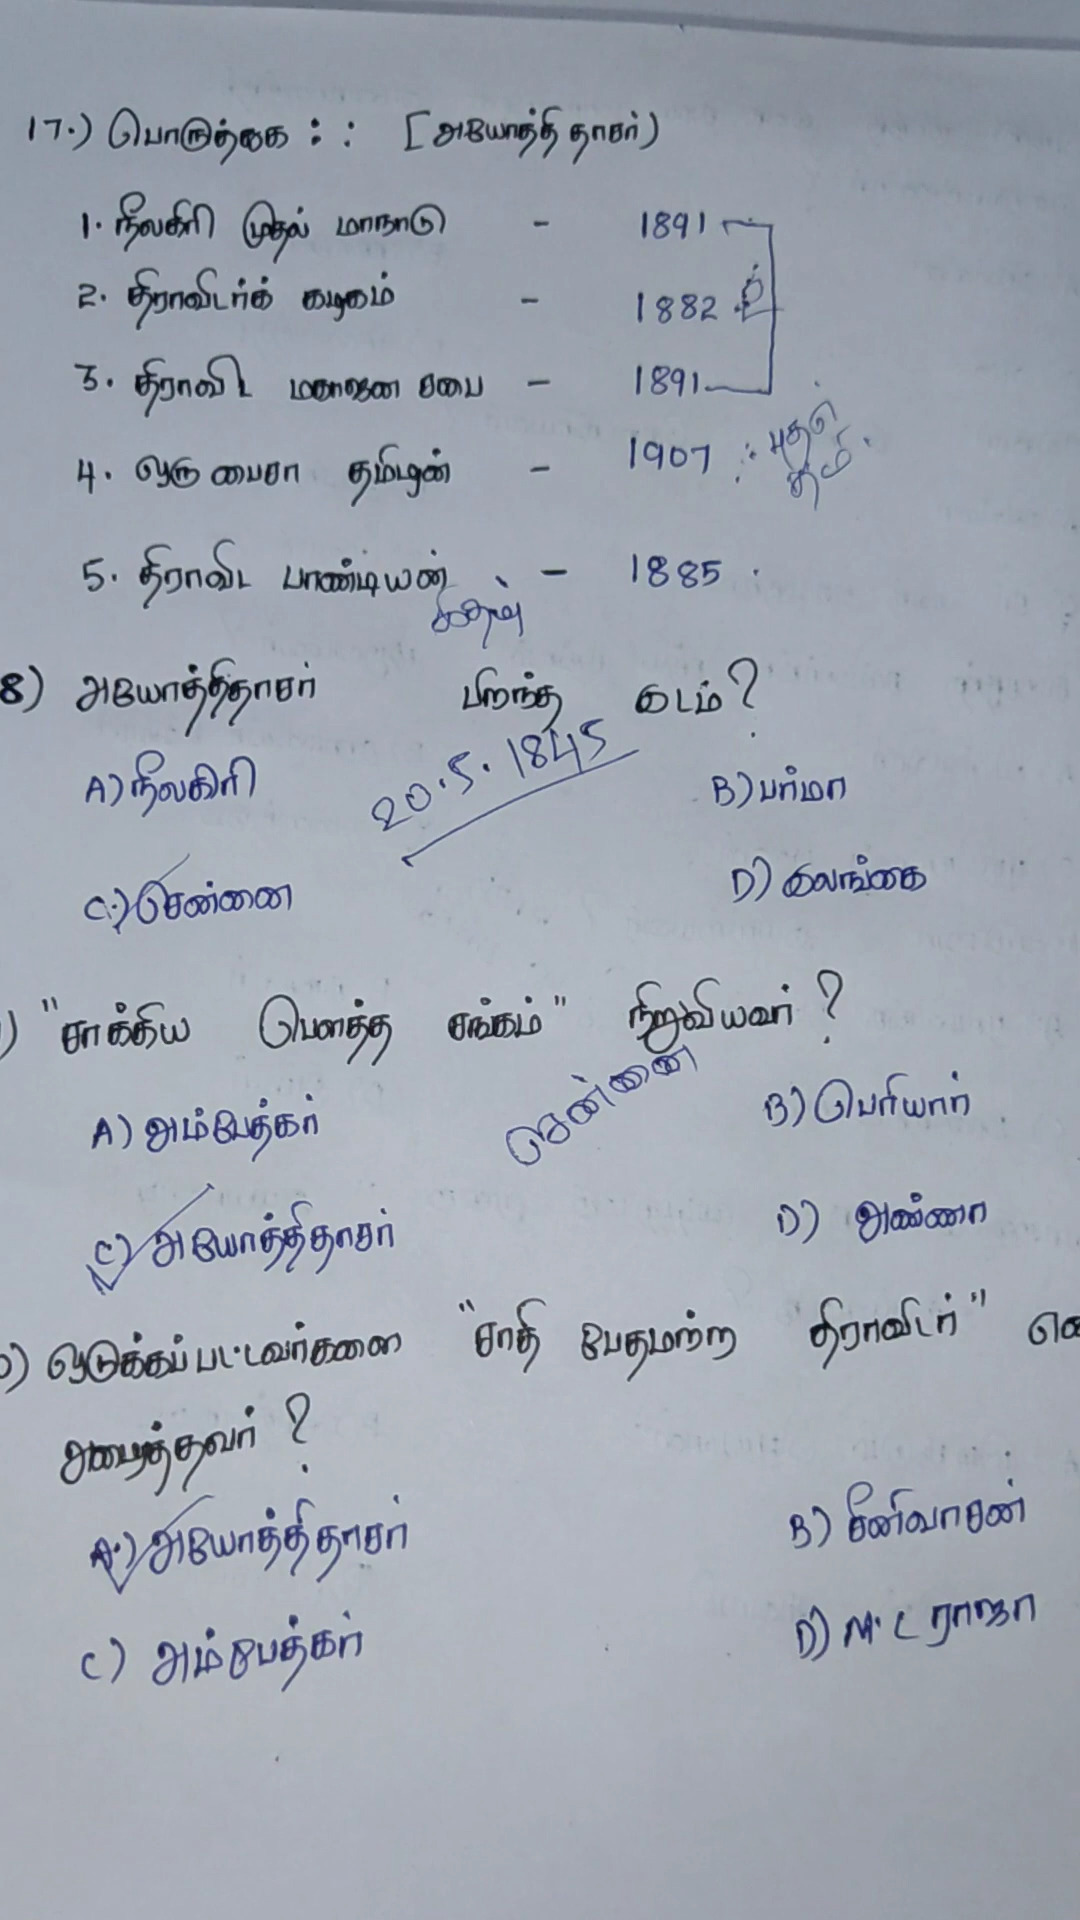 17.) பொருத்துக : : [அயோத்தி தாசர்)
1. நீலகிரி முதல் மாநாடு - 1891
2. திராவிடர்க் கழகம் - 1882
3. திராவிட மகாஜன சபை - 1891
4. ஒரு பைசா தமிழன் - 1907
5. திராவிட பாண்டியன் - 1885
இதழ்
8) அயோத்திதாசர் பிறந்த இடம்?
20.5.1845
A) நீலகிரி B) பர்மா
C.) சென்னை D) இலங்கை
) "சாக்கிய பௌத்த சங்கம்" நிறுவியவர்?
சென்னை
A) அம்பேத்கர் B) பெரியார்
C) அயோத்திதாசர் D) அண்ணா
) ஒடுக்கப்பட்டவர்களை "சாதி பேதமற்ற திராவிடர்" என
அழைத்தவர்?
A.) அயோத்திதாசர் B) சீனிவாசன்
C) அம்பேத்கர் D) M.C ராஜா